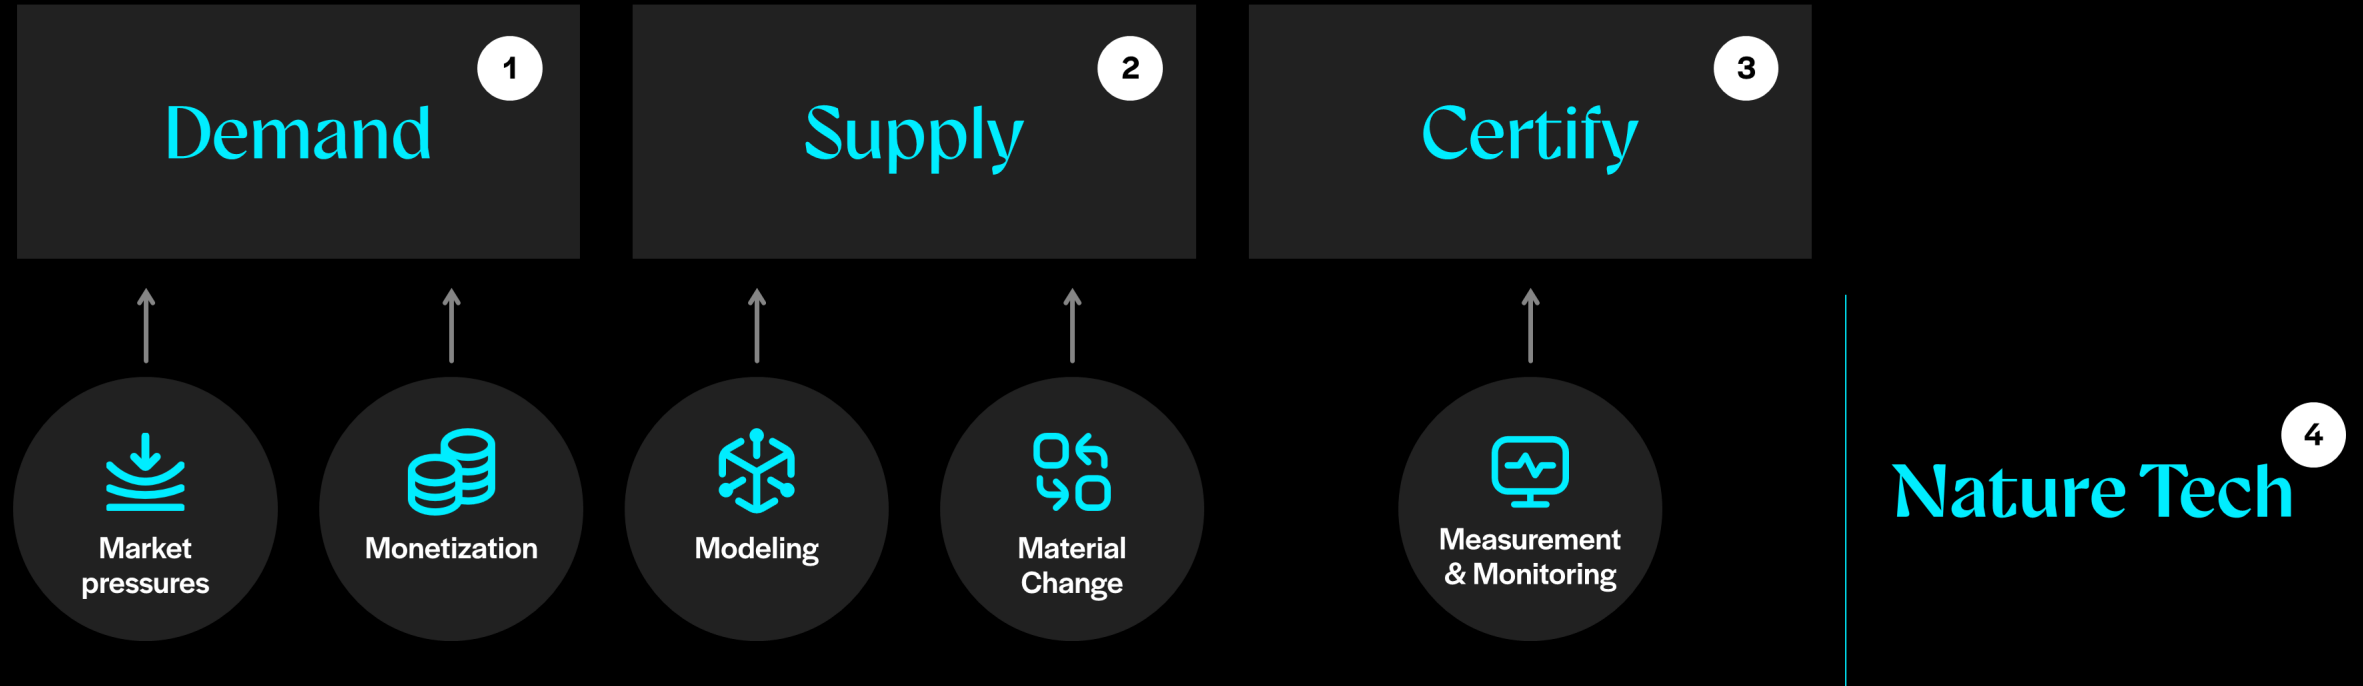 1
Demand
2
Supply
3
Certify
Market
pressures
Monetization
Modeling
Material
Change
Measurement
& Monitoring
4
Nature Tech